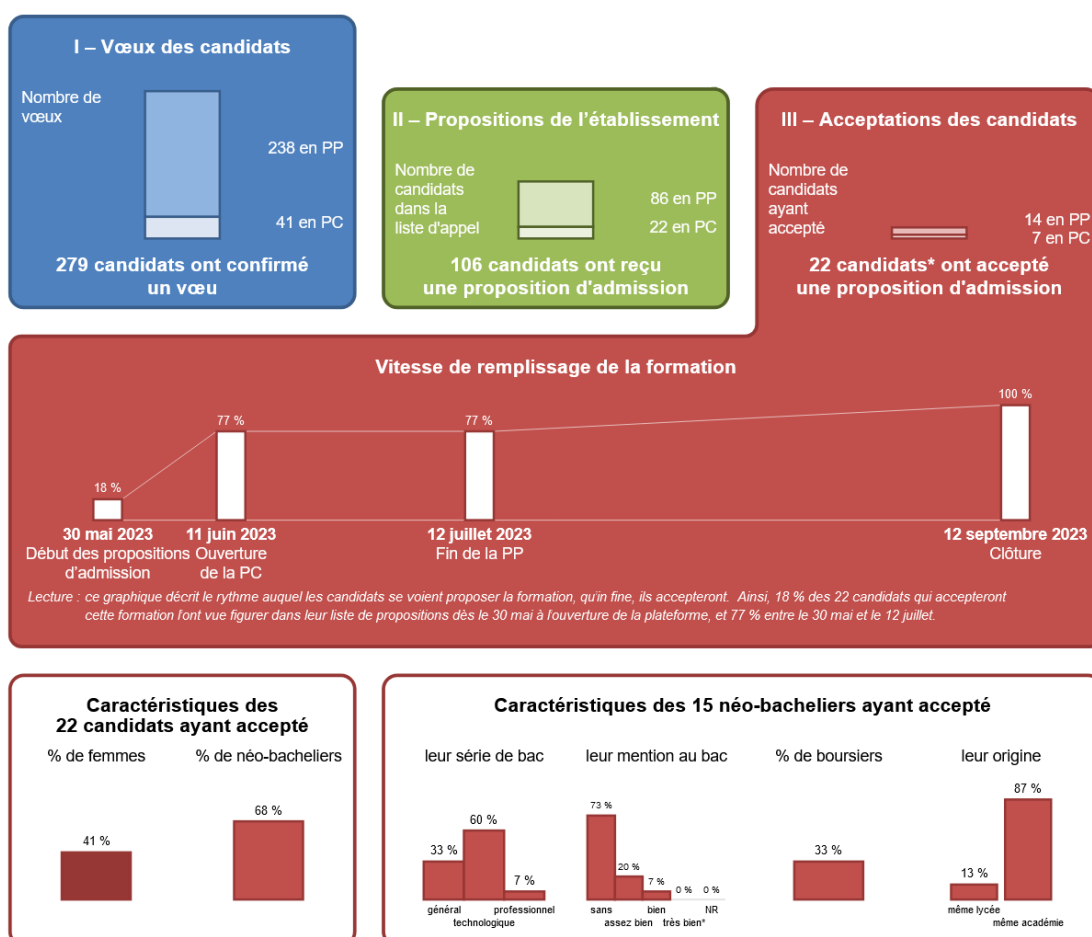 I – Vœux des candidats
Nombre de
vœux
238 en PP
41 en PC
279 candidats ont confirmé
un vœu
II – Propositions de l'établissement
Nombre de
candidats
dans la
liste d'appel
86 en PP
22 en PC
106 candidats ont reçu
une proposition d'admission
III – Acceptations des candidats
Nombre de
candidats
ayant
accepté
14 en PP
7 en PC
22 candidats* ont accepté
une proposition d'admission
Vitesse de remplissage de la formation
18 %
77 %
77 %
100 %
30 mai 2023
Début des propositions
d'admission
11 juin 2023
Ouverture
de la PC
12 juillet 2023
Fin de la PP
12 septembre 2023
Clôture
Lecture : ce graphique décrit le rythme auquel les candidats se voient proposer la formation, qu'in fine, ils accepteront. Ainsi, 18 % des 22 candidats qui accepteront
cette formation l'ont vue figurer dans leur liste de propositions dès le 30 mai à l'ouverture de la plateforme, et 77 % entre le 30 mai et le 12 juillet.
Caractéristiques des
22 candidats ayant accepté
% de femmes
% de néo-bacheliers
41 %
68 %
Caractéristiques des 15 néo-bacheliers ayant accepté
leur série de bac
33 %
60 %
7 %
général
technologique
professionnel
leur mention au bac
73 %
20 %
7 %
0 %
0 %
sans
assez bien
bien
très bien*
NR
% de boursiers
33 %
leur origine
13 %
87 %
même lycée
même académie